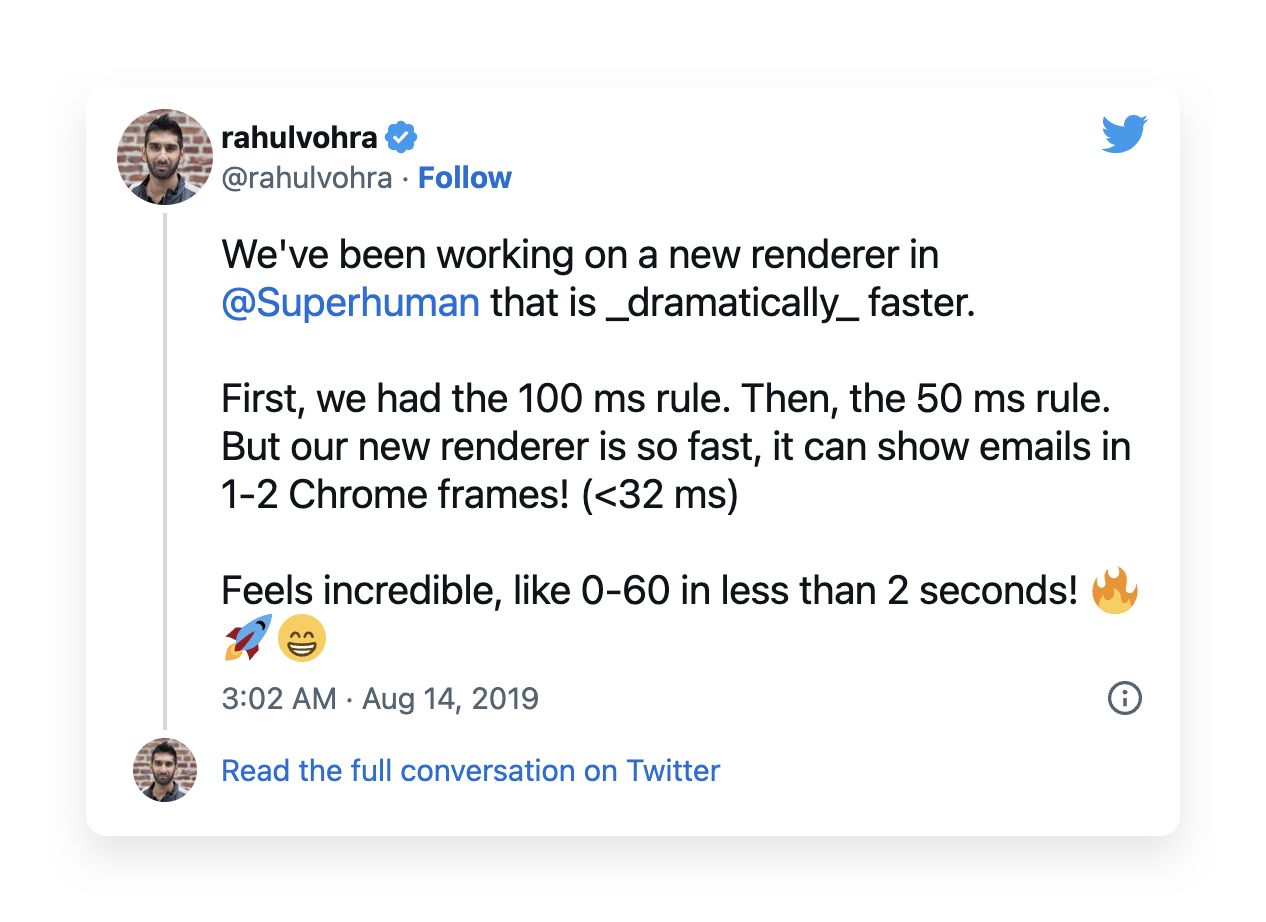 rahulvohra
@rahulvohra · Follow
We've been working on a new renderer in
@Superhuman that is _dramatically_ faster.
First, we had the 100 ms rule. Then, the 50 ms rule.
But our new renderer is so fast, it can show emails in
1-2 Chrome frames! (<32 ms)
Feels incredible, like 0-60 in less than 2 seconds! 🔥
🚀😁
3:02 AM · Aug 14, 2019
Read the full conversation on Twitter